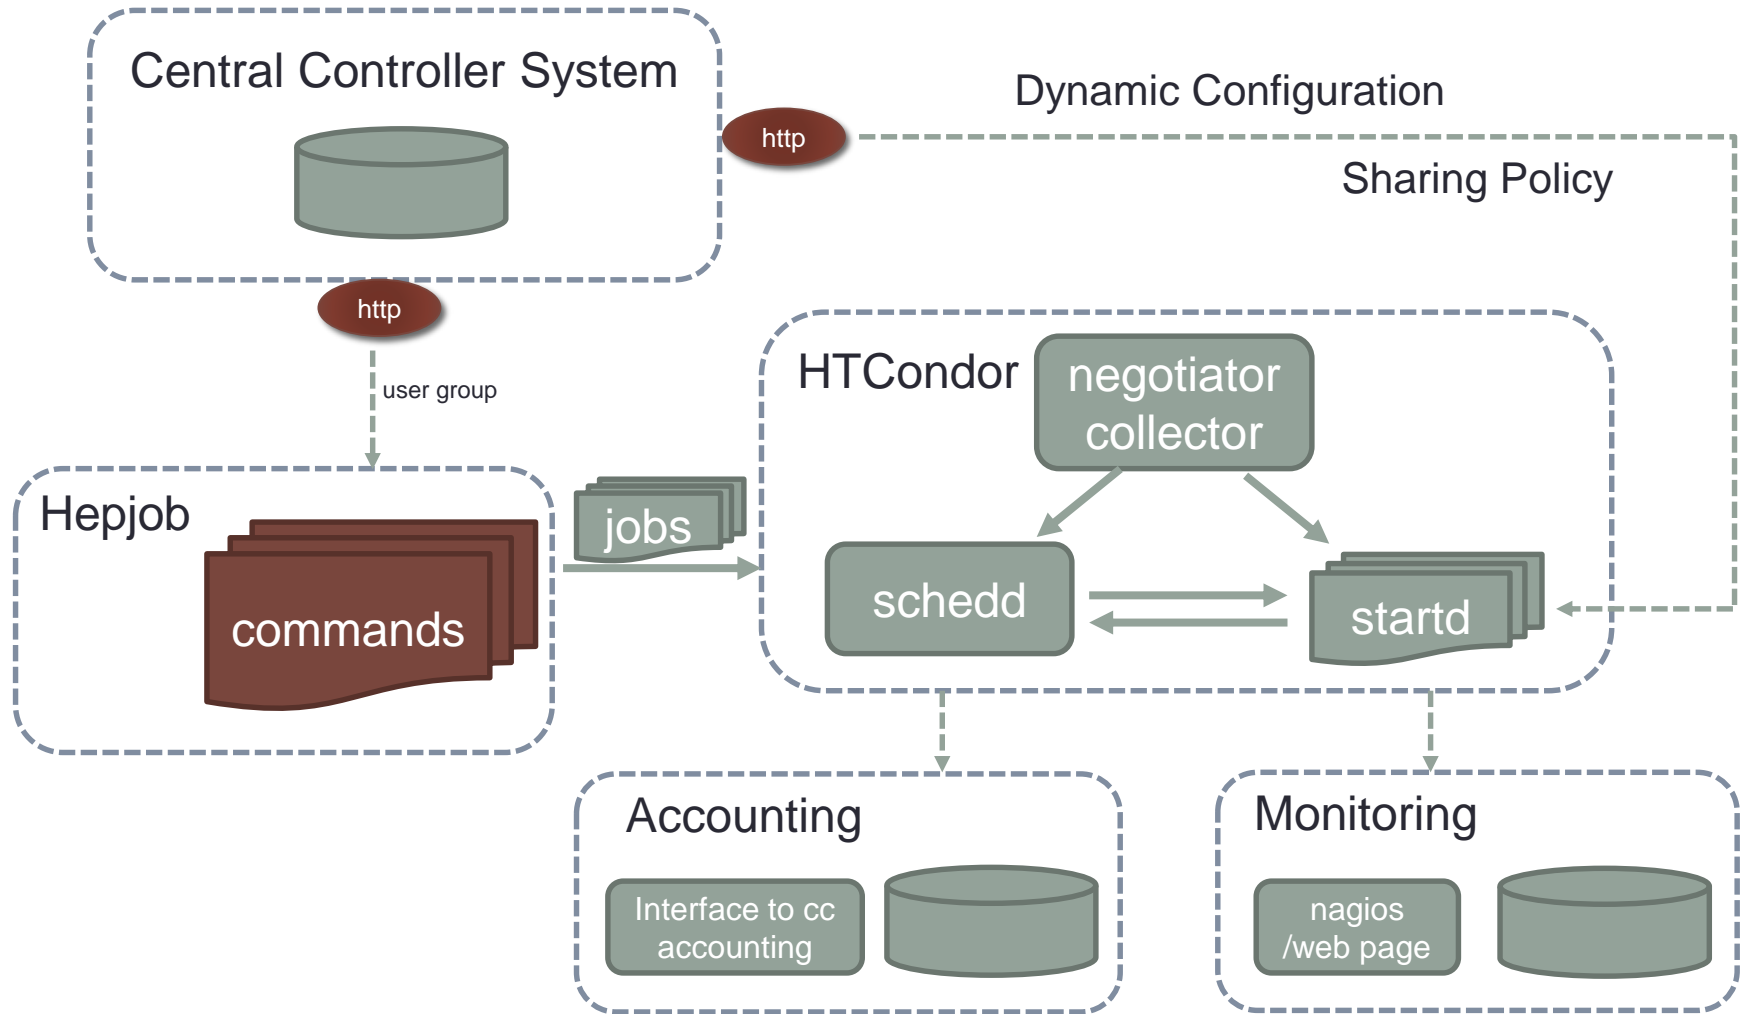 Central Controller System
http
Dynamic Configuration
Sharing Policy
http
user group
HTCondor
negotiator
collector
Hepjob
jobs
commands
schedd
startd
Accounting
Interface to cc
accounting
Monitoring
nagios
/web page